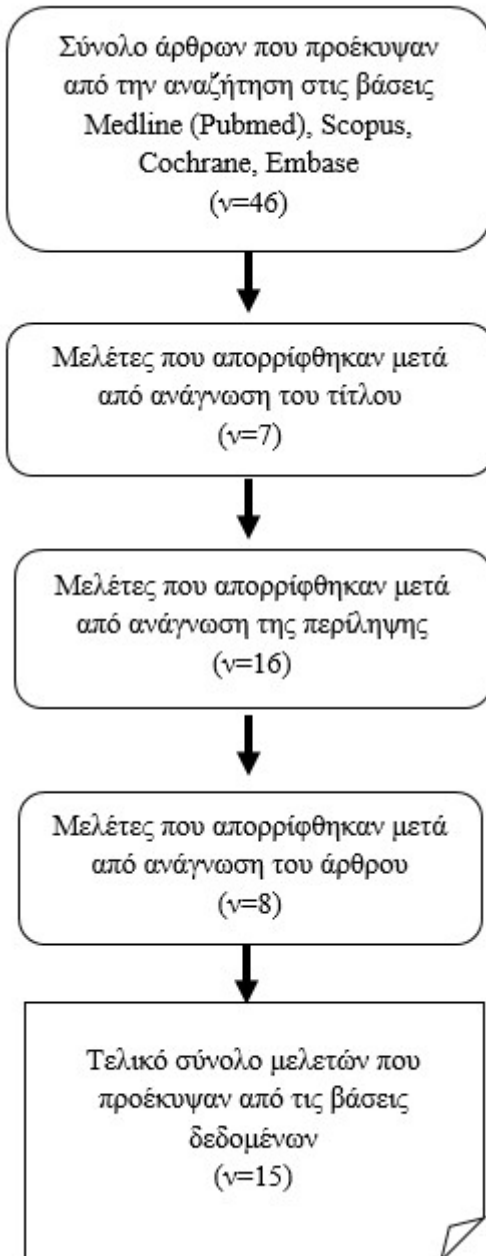 Σύνολο άρθρων που προέκυψαν
από την αναζήτηση στις βάσεις
Medline (Pubmed), Scopus,
Cochrane, Embase
(ν=46)
Μελέτες που απορρίφθηκαν μετά
από ανάγνωση του τίτλου
(ν=7)
Μελέτες που απορρίφθηκαν μετά
από ανάγνωση της περίληψης
(ν=16)
Μελέτες που απορρίφθηκαν μετά
από ανάγνωση του άρθρου
(ν=8)
Τελικό σύνολο μελετών που
προέκυψαν από τις βάσεις
δεδομένων
(ν=15)